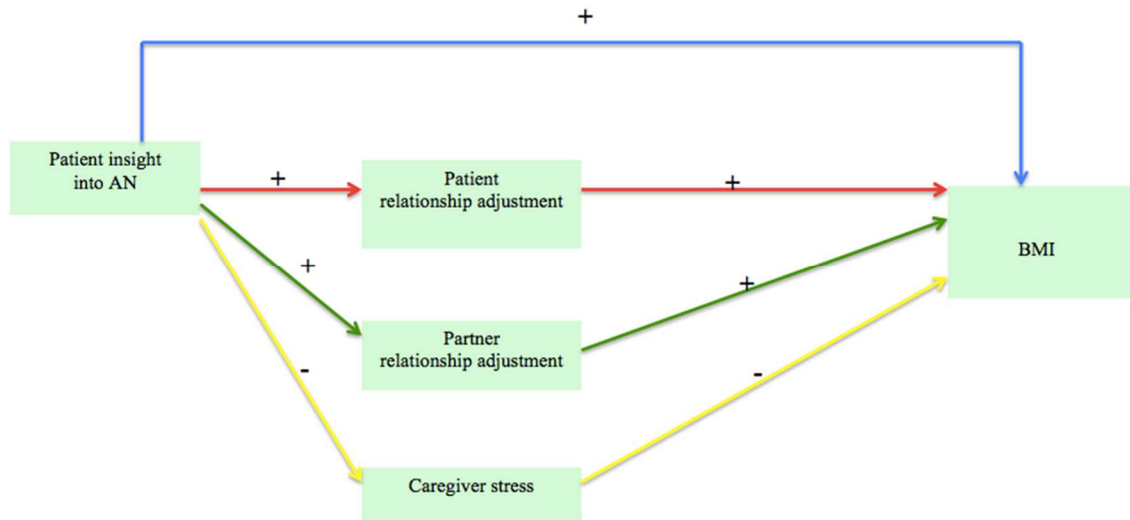 +
Patient insight
into AN
+
Patient
relationship adjustment
+
BMI
+
Partner
relationship adjustment
+
-
Caregiver stress
-